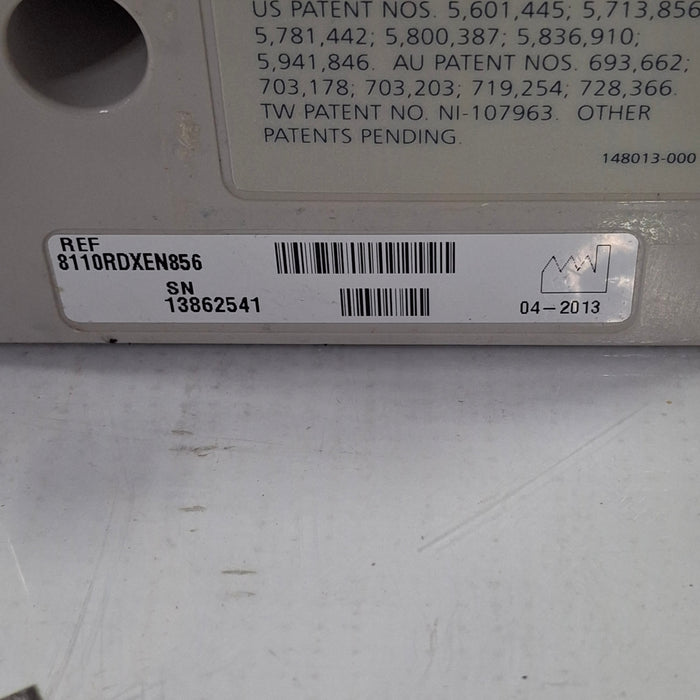 US PATENT NOS. 5,601,445; 5,713,856
5,781,442; 5,800,387; 5,836,910;
5,941,846. AU PATENT NOS. 693,662;
703,178; 703,203; 719,254; 728,366.
TW PATENT NO. NI-107963. OTHER
PATENTS PENDING.
148013-000
REF
8110RDXEN856
SN
13862541
04-2013